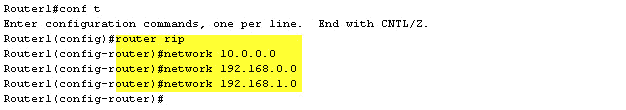 Router1#conf t
Enter configuration commands, one per line.  End with CNTL/Z.
Router1(config)#router rip
Router1(config-router)#network 10.0.0.0
Router1(config-router)#network 192.168.0.0
Router1(config-router)#network 192.168.1.0
Router1(config-router)#